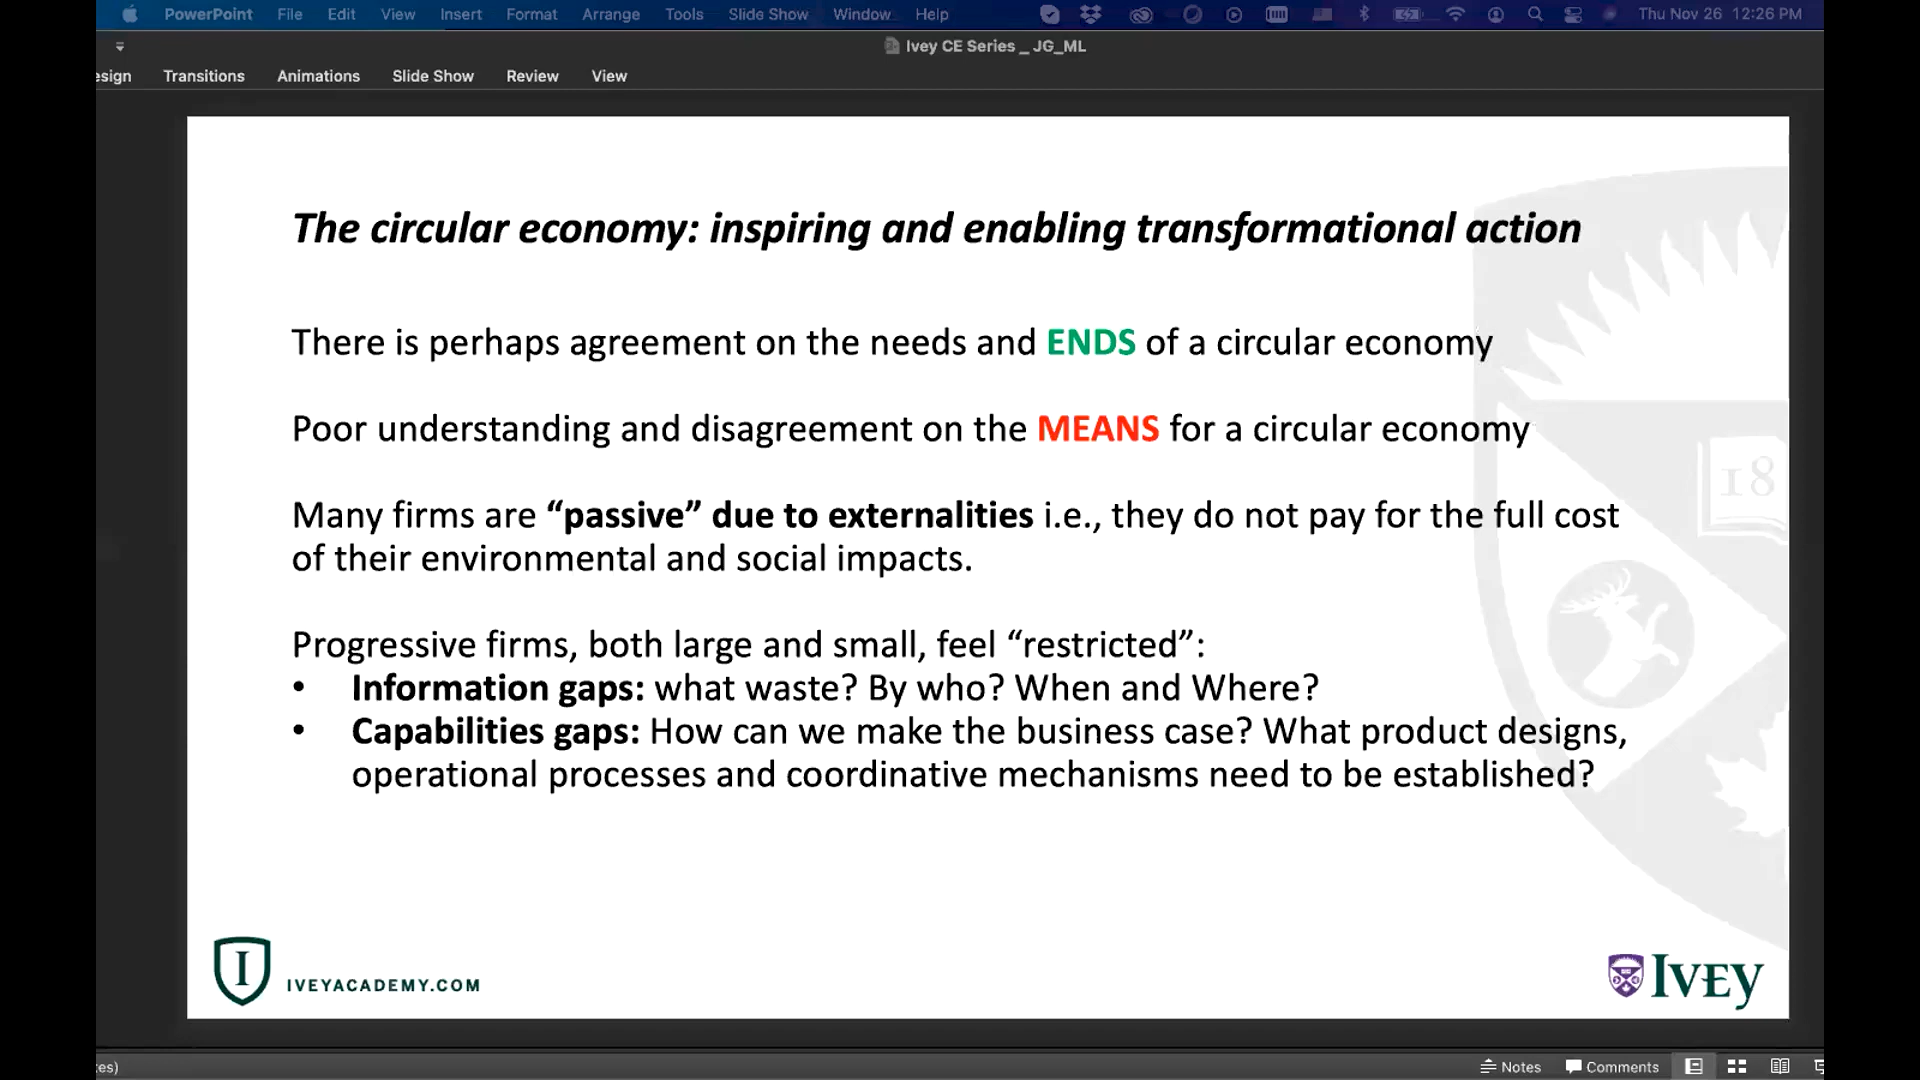 PowerPoint File Edit View Insert Format Arrange Tools Slide Show Window Help Thu Nov 26 12:26 PM
Ivey CE Series _ JG_ML
esign Transitions Animations Slide Show Review View
The circular economy: inspiring and enabling transformational action
There is perhaps agreement on the needs and ENDS of a circular economy
Poor understanding and disagreement on the MEANS for a circular economy
Many firms are “passive” due to externalities i.e., they do not pay for the full cost
of their environmental and social impacts.
Progressive firms, both large and small, feel “restricted”:
• Information gaps: what waste? By who? When and Where?
• Capabilities gaps: How can we make the business case? What product designs,
operational processes and coordinative mechanisms need to be established?
18
I IVEYACADEMY.COM
IVEY
es) Notes Comments